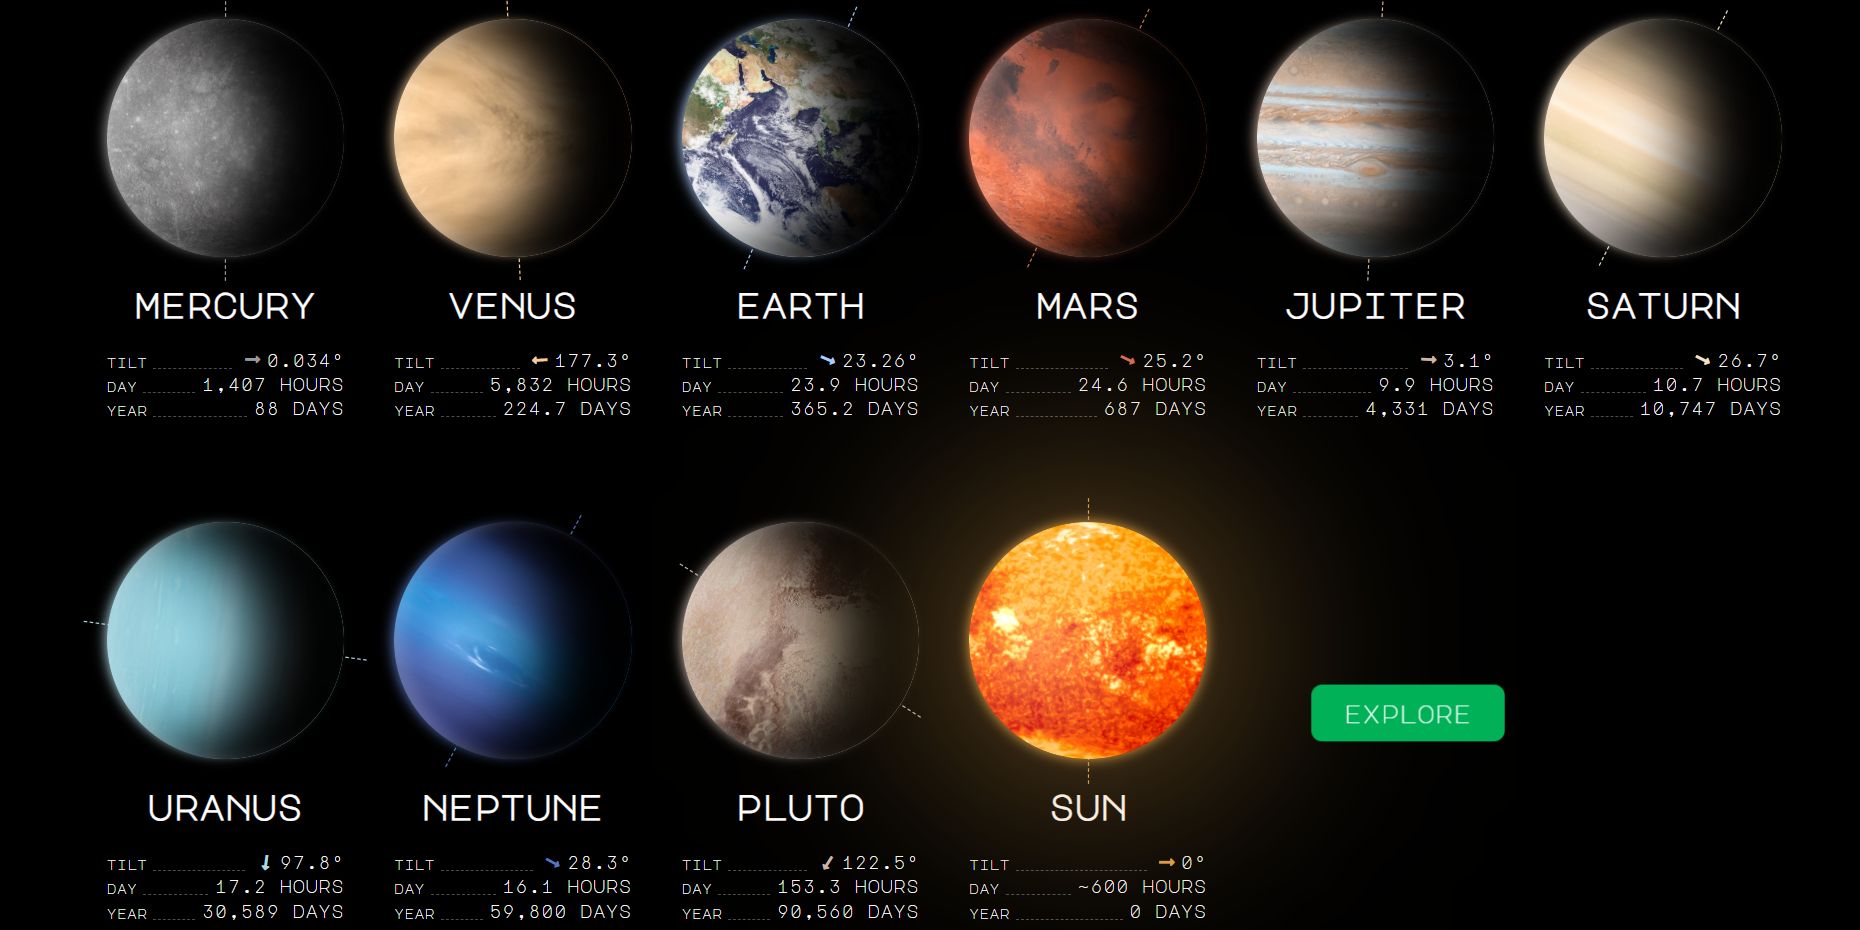 MERCURY
TILT 0.034°
DAY 1,407 HOURS
YEAR 88 DAYS
VENUS
TILT 177.3°
DAY 5,832 HOURS
YEAR 224.7 DAYS
EARTH
TILT 23.26°
DAY 23.9 HOURS
YEAR 365.2 DAYS
MARS
TILT 25.2°
DAY 24.6 HOURS
YEAR 687 DAYS
JUPITER
TILT 3.1°
DAY 9.9 HOURS
YEAR 4,331 DAYS
SATURN
TILT 26.7°
DAY 10.7 HOURS
YEAR 10,747 DAYS
URANUS
TILT 97.8°
DAY 17.2 HOURS
YEAR 30,589 DAYS
NEPTUNE
TILT 28.3°
DAY 16.1 HOURS
YEAR 59,800 DAYS
PLUTO
TILT 122.5°
DAY 153.3 HOURS
YEAR 90,560 DAYS
SUN
TILT 0°
DAY ~600 HOURS
YEAR 0 DAYS
EXPLORE